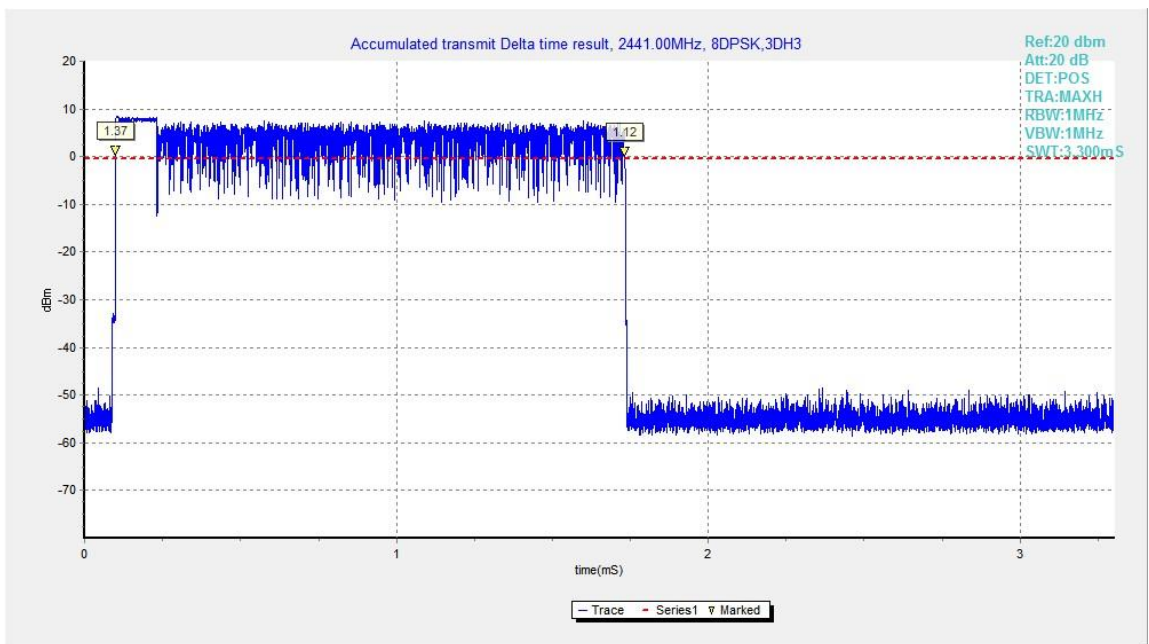 Accumulated transmit Delta time result, 2441.00MHz, 8DPSK,3DH3
Ref:20 dbm
Att:20 dB
DET:POS
TRA:MAXH
RBW:1MHz
VBW:1MHz
SWT:3.300mS
20
10
0
-10
-20
-30
-40
-50
-60
-70
dBm
1.37
1.12
0
1
2
3
time(mS)
Trace
Series1
Marked